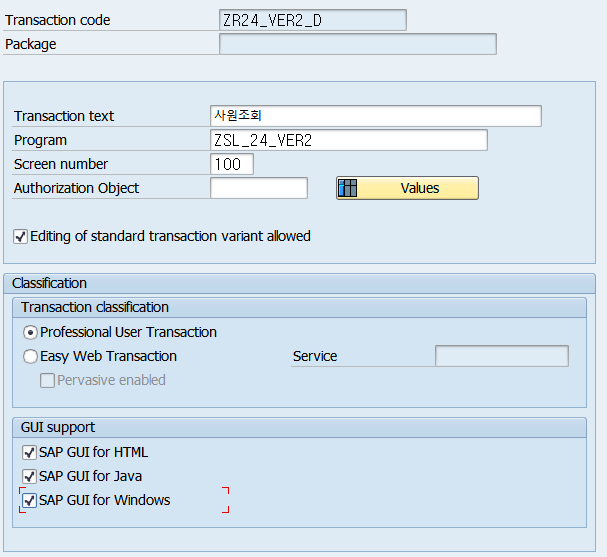 Transaction code ZR24_VER2_D
Package
Transaction text 사원조회
Program ZSL_24_VER2
Screen number 100
Authorization Object Values
Editing of standard transaction variant allowed
Classification
Transaction classification
Professional User Transaction
Easy Web Transaction Service
Pervasive enabled
GUI support
SAP GUI for HTML
SAP GUI for Java
SAP GUI for Windows